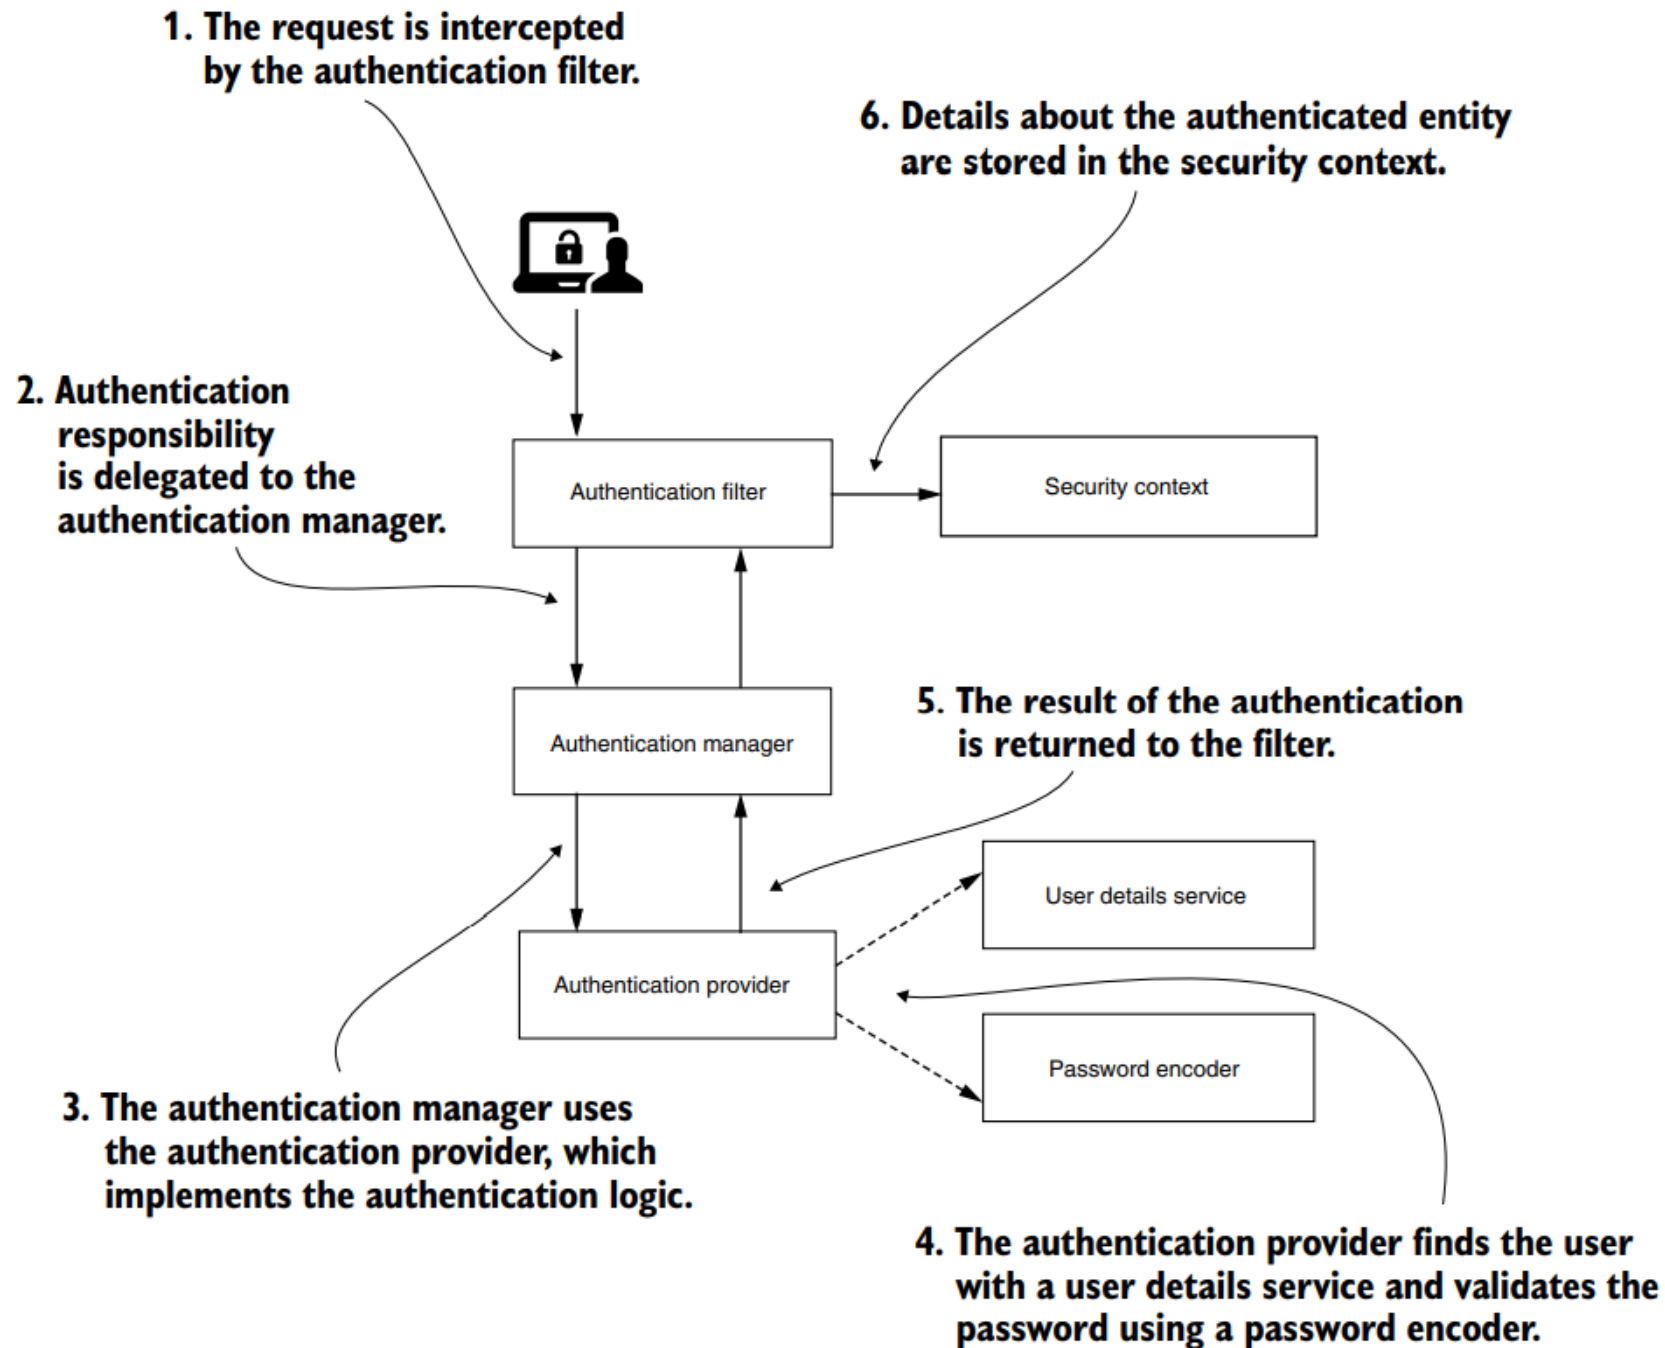 1. The request is intercepted
by the authentication filter.
6. Details about the authenticated entity
are stored in the security context.
2. Authentication
responsibility
is delegated to the
authentication manager.
Authentication filter
Security context
Authentication manager
5. The result of the authentication
is returned to the filter.
User details service
Authentication provider
Password encoder
3. The authentication manager uses
the authentication provider, which
implements the authentication logic.
4. The authentication provider finds the user
with a user details service and validates the
password using a password encoder.